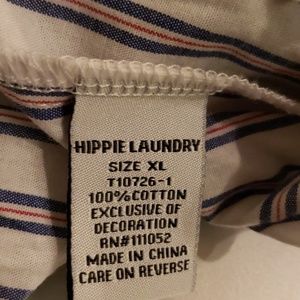 HIPPIE LAUNDRY
SIZE XL
T10726-1
100%COTTON
EXCLUSIVE OF
DECORATION
RN#111052
MADE IN CHINA
CARE ON REVERSE